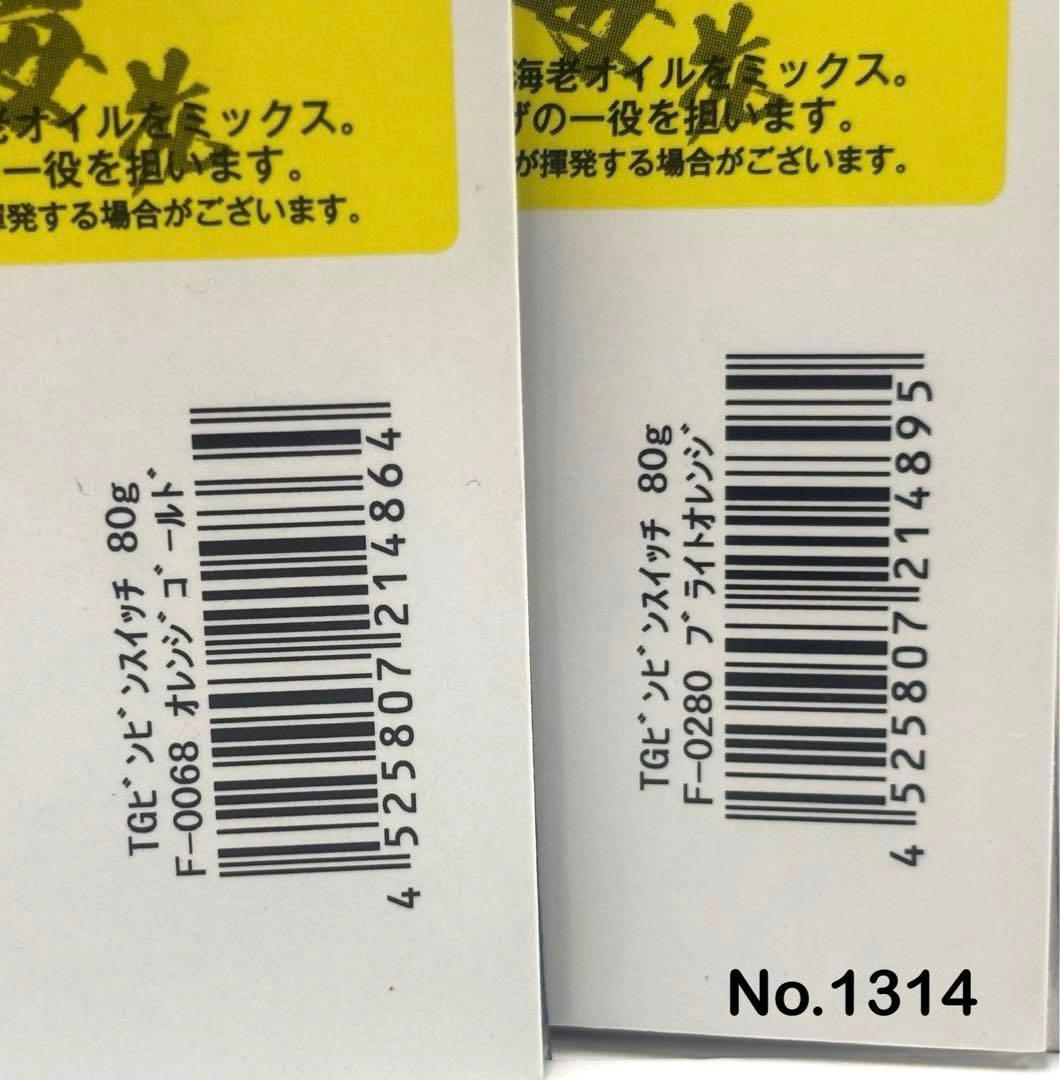 老オイルをミックス。
一役を担います。
揮発する場合がございます。
TGビンビンスイッチ 80g
F-0068 オレンジゴールド
4 525807 214864
海老オイルをミックス。
の一役を担います。
が揮発する場合がございます。
TGビンビンスイッチ 80g
F-0280 ブライトオレンジ
4 525807 214895
No.1314